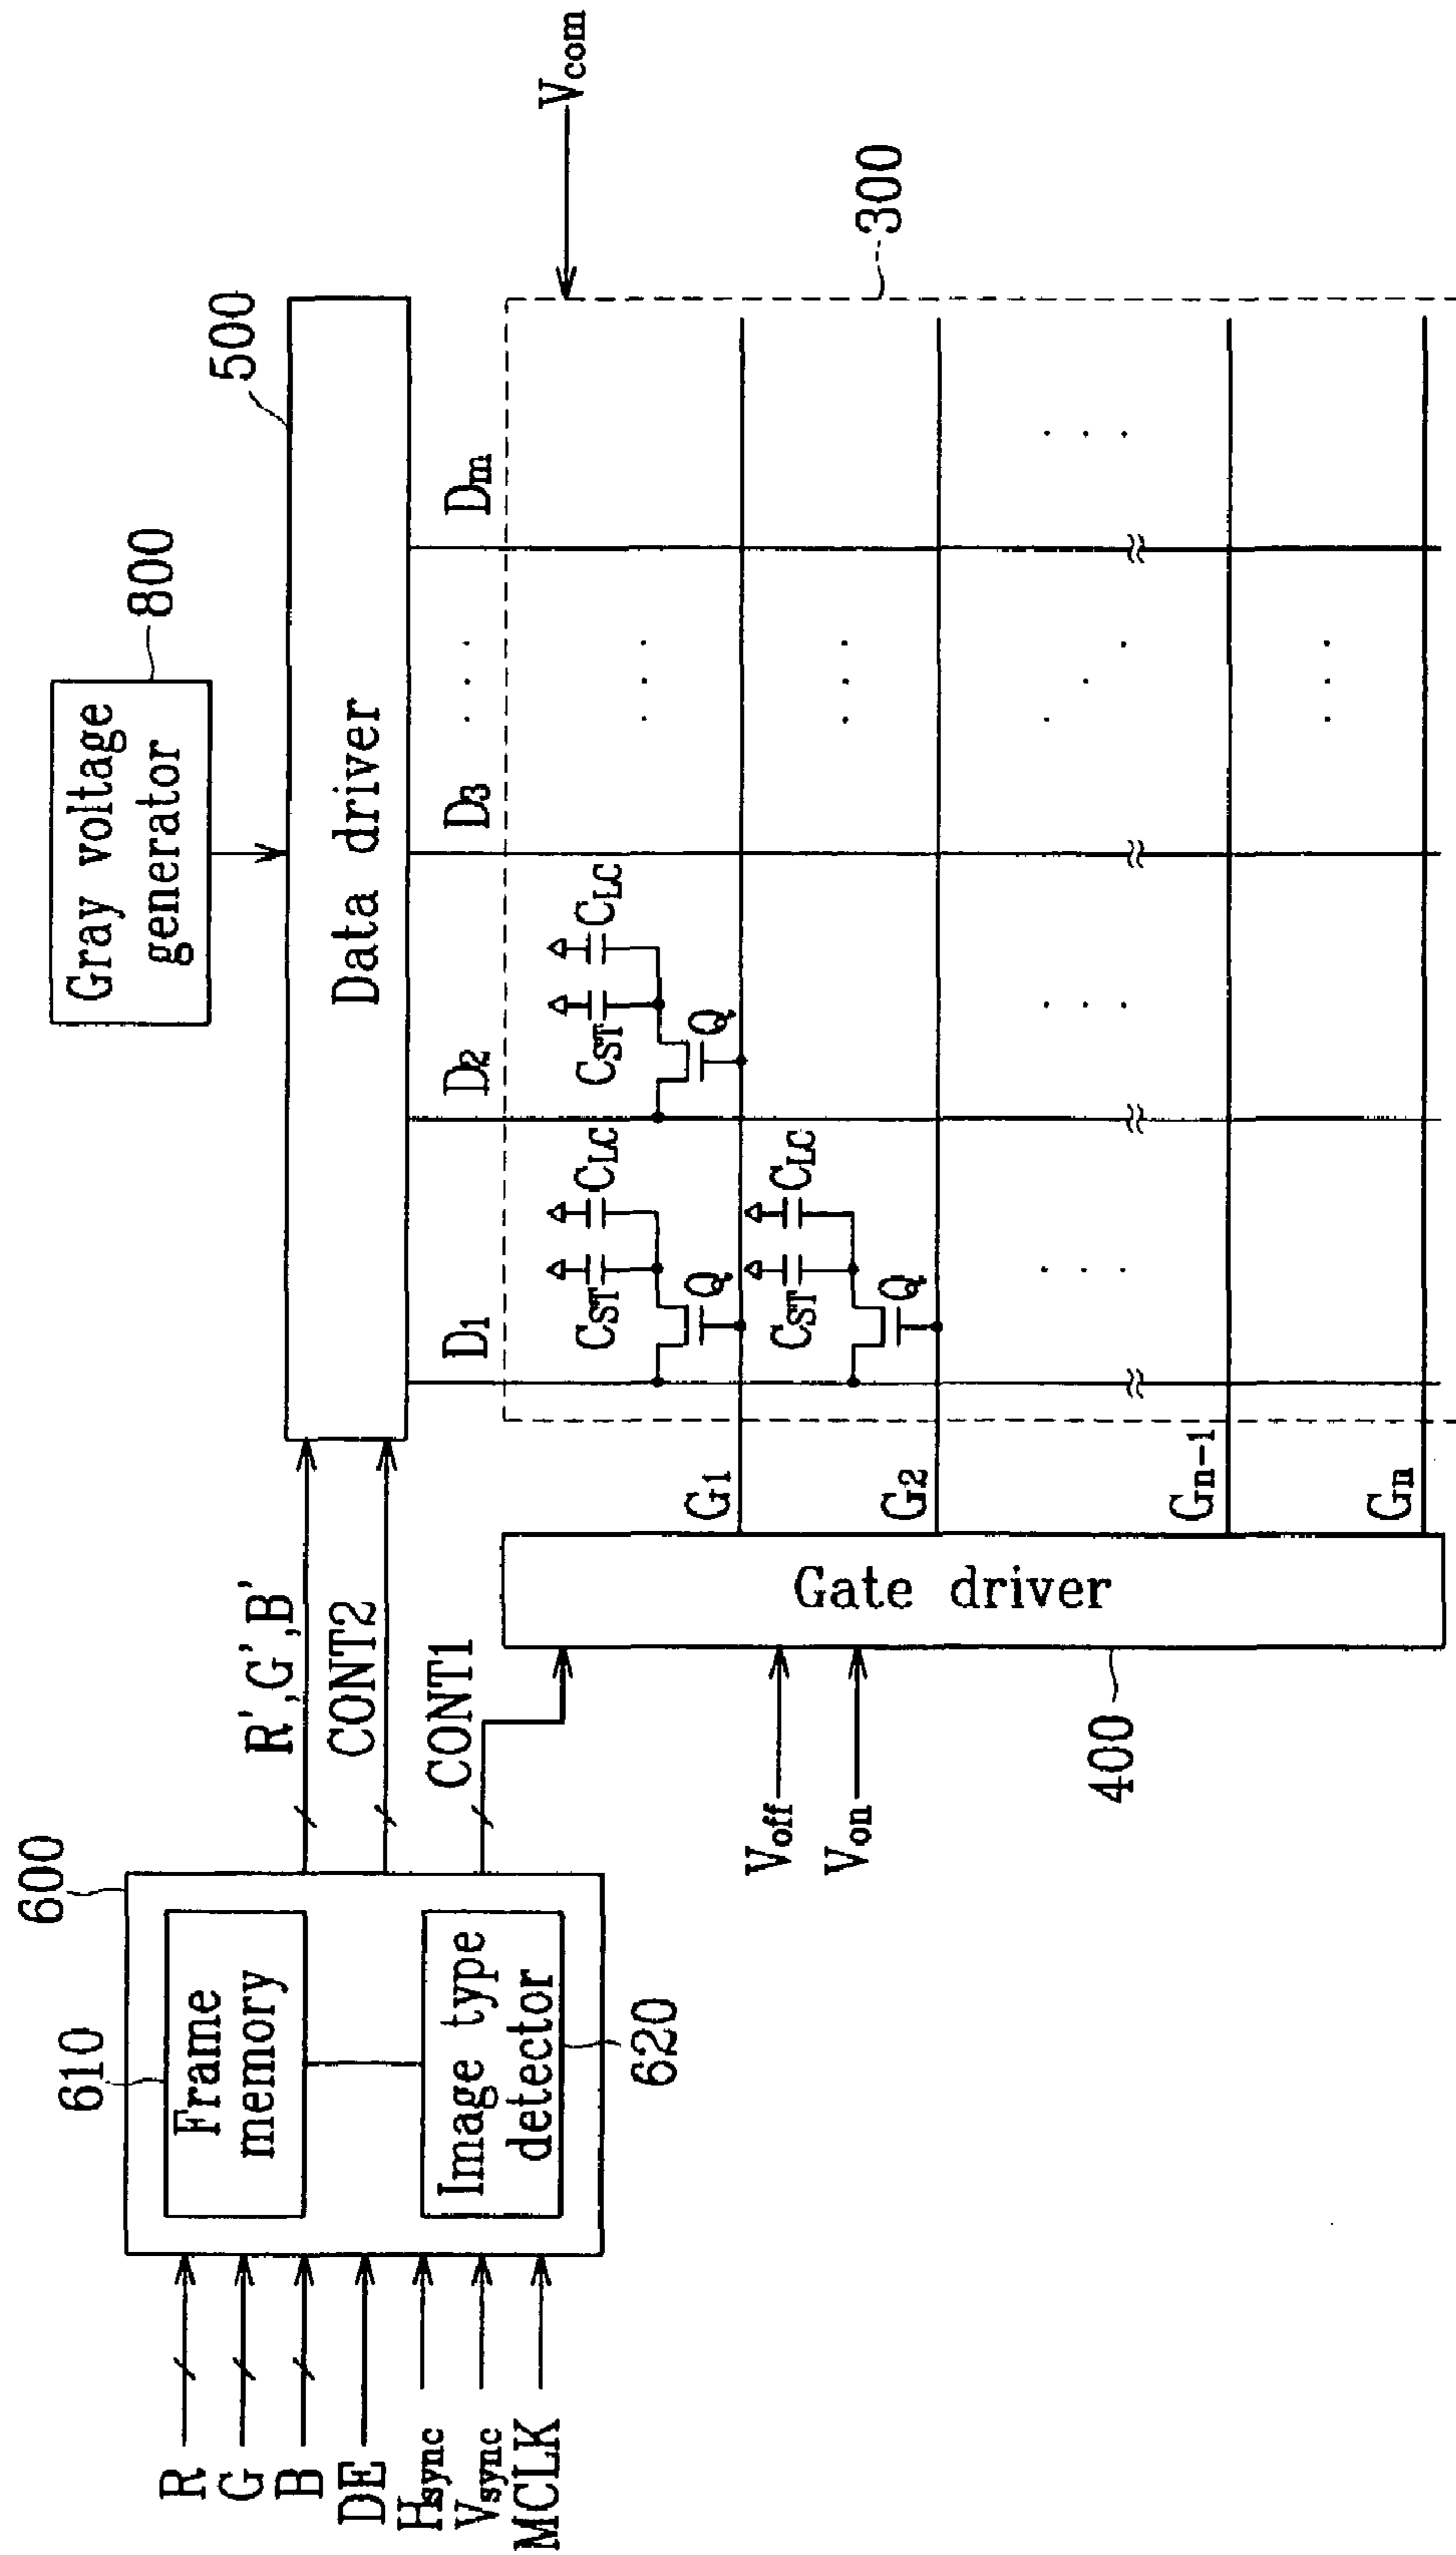 Gray voltage
generator
800
500
Data driver
600
610
Frame
memory
Image type
detector
620
R
G
B
DE
Hsync
Vsync
MCLK
R',G',B'
CONT2
CONT1
Voff
Von
400
Gate driver
G1
G2
Gn-1
Gn
D1
D2
D3
Dm
CST
CLC
Q
CST
CLC
Q
CST
CLC
Q
Vcom
300